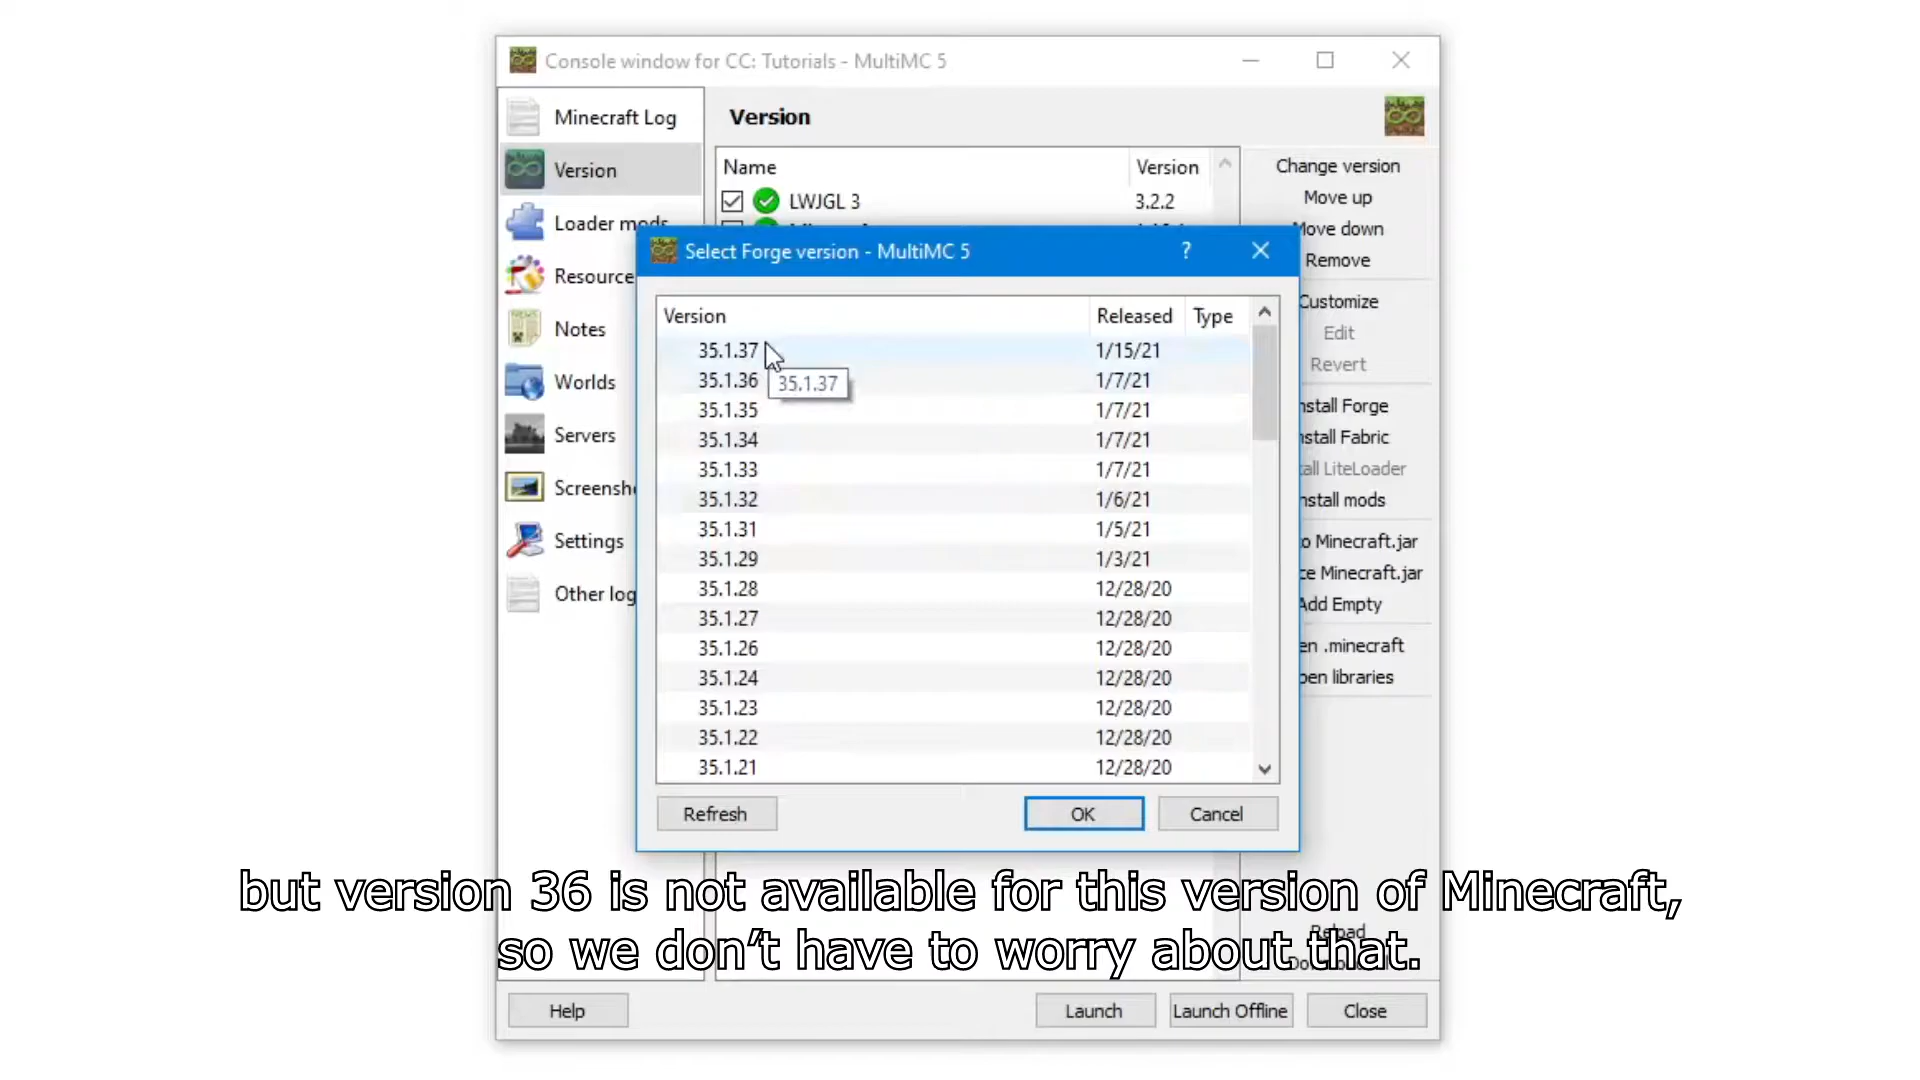 Console window for CC: Tutorials - MultiMC 5
Minecraft Log
Version
Loader mods
Resource
Notes
Worlds
Servers
Screensh
Settings
Other log
Version
Name Version
LWJGL 3 3.2.2
Change version
Move up
Move down
Remove
Customize
Edit
Revert
nstall Forge
nstall Fabric
all LiteLoader
nstall mods
o Minecraft.jar
ce Minecraft.jar
Add Empty
en .minecraft
pen libraries
Reload
Select Forge version - MultiMC 5 ?
Version Released Type
35.1.37 1/15/21
35.1.36 1/7/21
35.1.37
35.1.35 1/7/21
35.1.34 1/7/21
35.1.33 1/7/21
35.1.32 1/6/21
35.1.31 1/5/21
35.1.29 1/3/21
35.1.28 12/28/20
35.1.27 12/28/20
35.1.26 12/28/20
35.1.24 12/28/20
35.1.23 12/28/20
35.1.22 12/28/20
35.1.21 12/28/20
Refresh OK Cancel
but version 36 is not available for this version of Minecraft,
so we don’t have to worry about that.
Help Launch Launch Offline Close